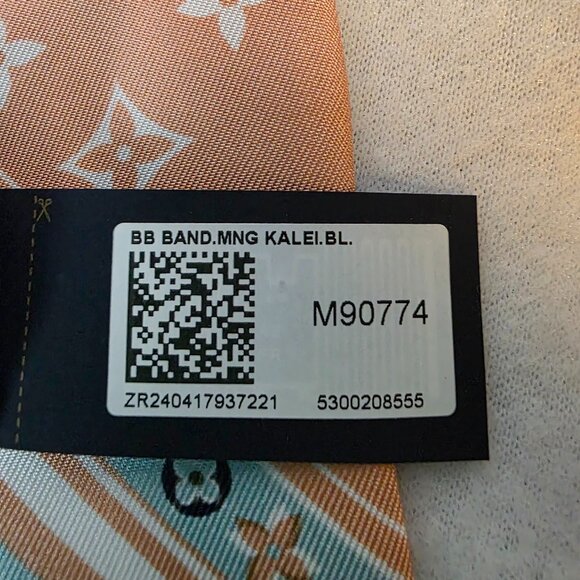 BB BAND.MNG KALEI.BL.
M90774
ZR240417937221 5300208555